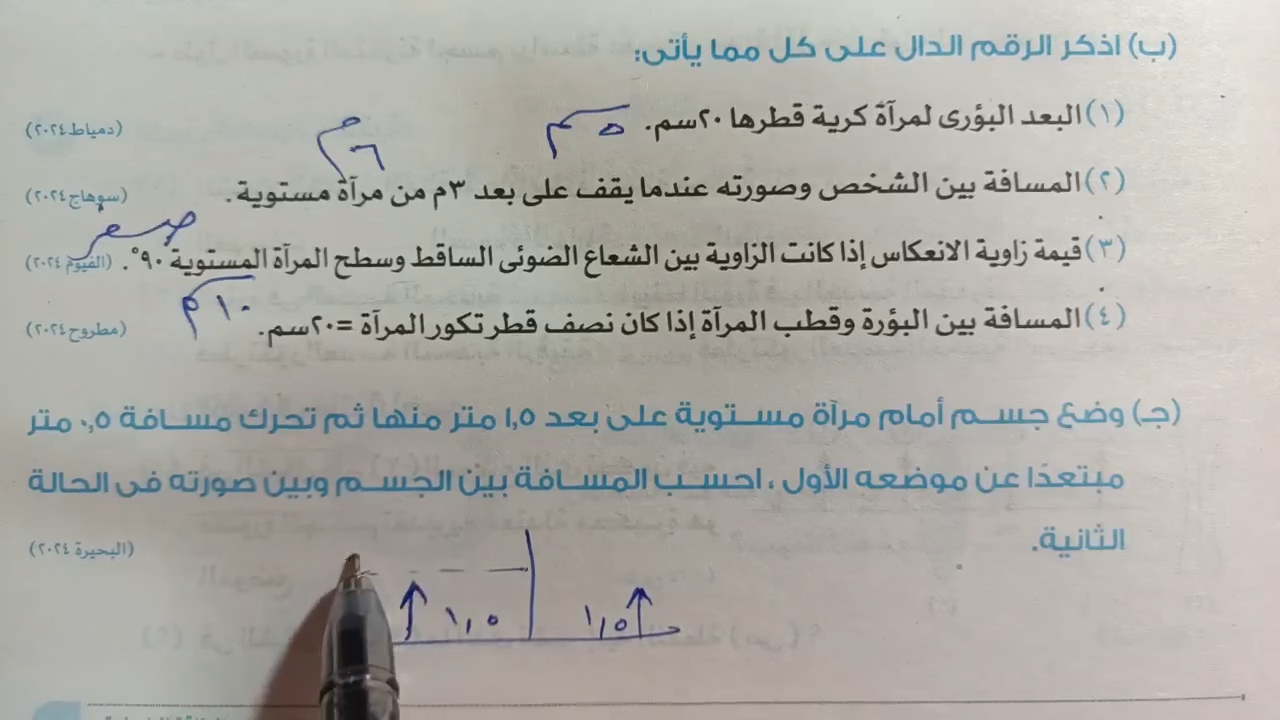 (ب) اذكر الرقم الدال على كل مما يأتى:
(١) البعد البؤرى لمرآة كرية قطرها ٢٠سم. ٥سم (دمياط ٢٠٢٤)
٦م
(٢) المسافة بين الشخص وصورته عندما يقف على بعد ٣م من مرآة مستوية. (سوهاج ٢٠٢٤)
صفر
(٣) قيمة زاوية الانعكاس إذا كانت الزاوية بين الشعاع الضوئى الساقط وسطح المرآة المستوية ٩٠°. (الفيوم ٢٠٢٤)
١٠سم
(٤) المسافة بين البؤرة وقطب المرآة إذا كان نصف قطر تكور المرآة =٢٠سم. (مطروح ٢٠٢٤)
(جـ) وضع جسم أمام مرآة مستوية على بعد ١,٥ متر منها ثم تحرك مسافة ٠,٥ متر
مبتعدًا عن موضعه الأول ، احسب المسافة بين الجسم وبين صورته فى الحالة
الثانية. (البحيرة ٢٠٢٤)
١,٥ ١,٥